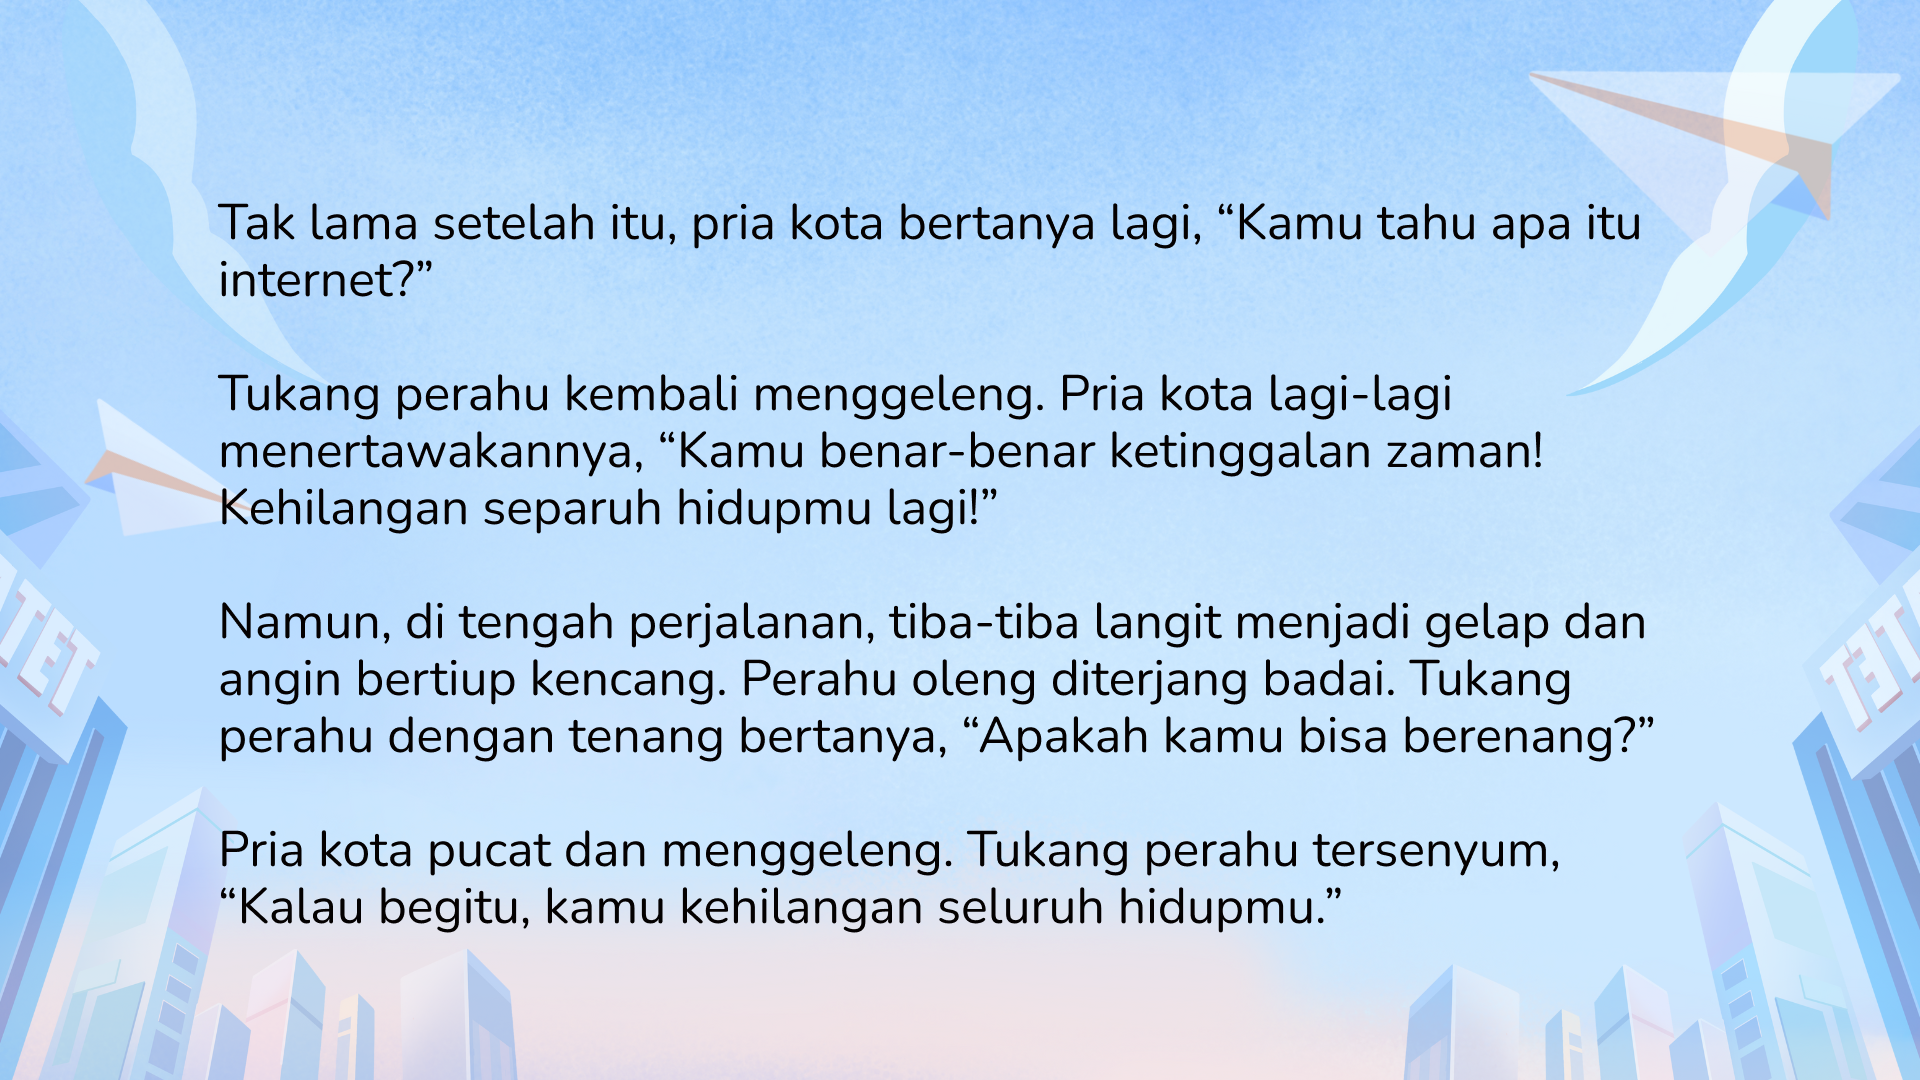 Tak lama setelah itu, pria kota bertanya lagi, “Kamu tahu apa itu
internet?”
Tukang perahu kembali menggeleng. Pria kota lagi-lagi
menertawakannya, “Kamu benar-benar ketinggalan zaman!
Kehilangan separuh hidupmu lagi!”
Namun, di tengah perjalanan, tiba-tiba langit menjadi gelap dan
angin bertiup kencang. Perahu oleng diterjang badai. Tukang
perahu dengan tenang bertanya, “Apakah kamu bisa berenang?”
Pria kota pucat dan menggeleng. Tukang perahu tersenyum,
“Kalau begitu, kamu kehilangan seluruh hidupmu.”